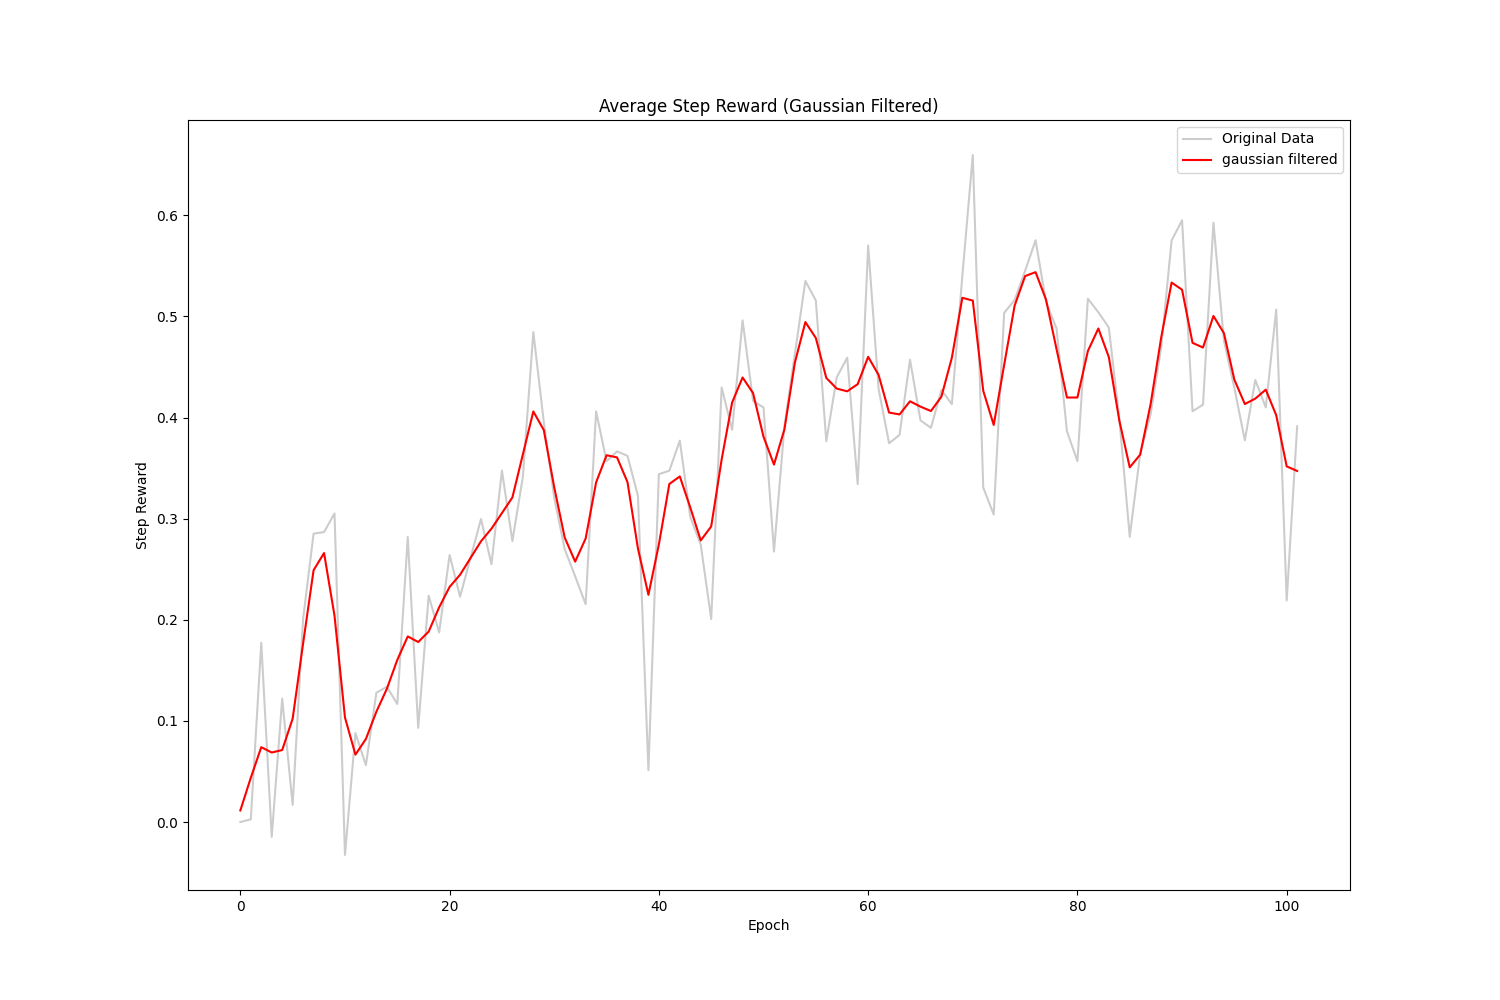 Average Step Reward (Gaussian Filtered)
Original Data
gaussian filtered
Step Reward
0.6
0.5
0.4
0.3
0.2
0.1
0.0
0 20 40 60 80 100
Epoch